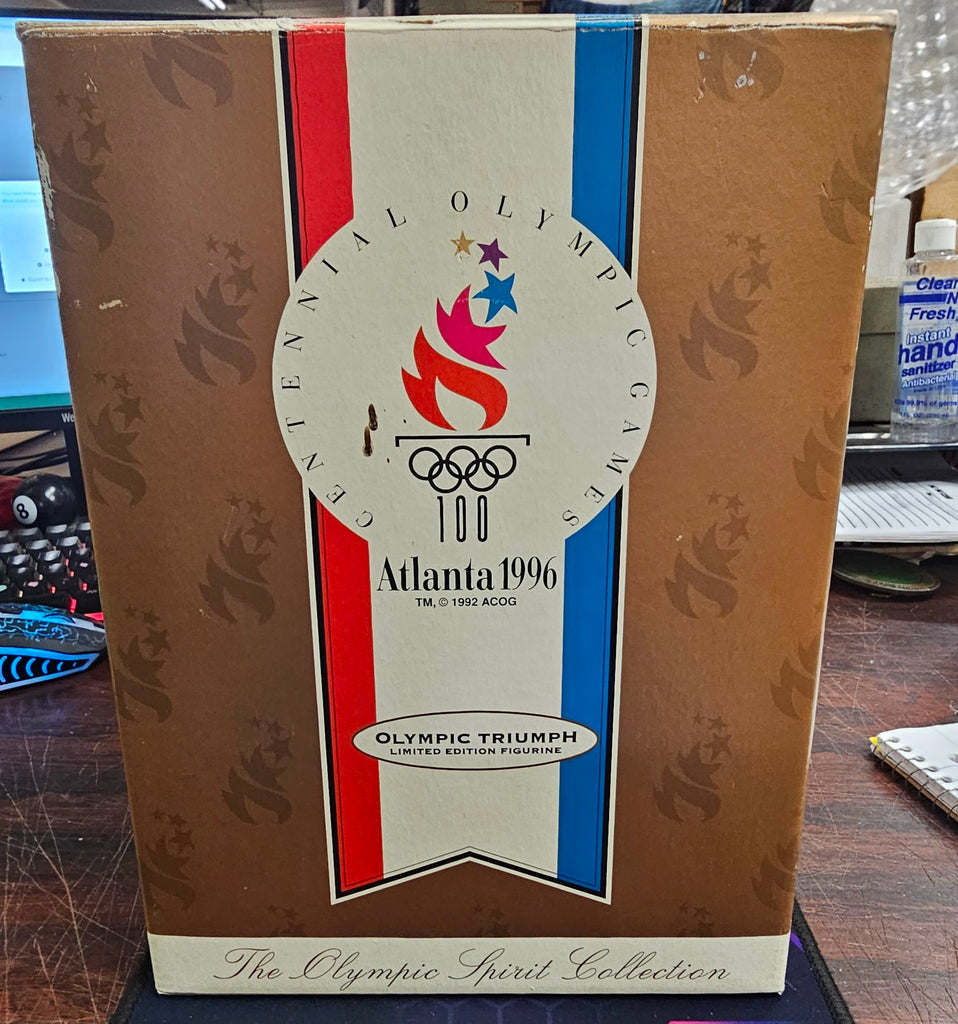 CENTENNIAL OLYMPIC GAMES
100
Atlanta 1996
TM, © 1992 ACOG
OLYMPIC TRIUMPH
LIMITED EDITION FIGURINE
The Olympic Spirit Collection
Clean
N
Fresh
Instant
hand
sanitizer
Antibacterial
8
We